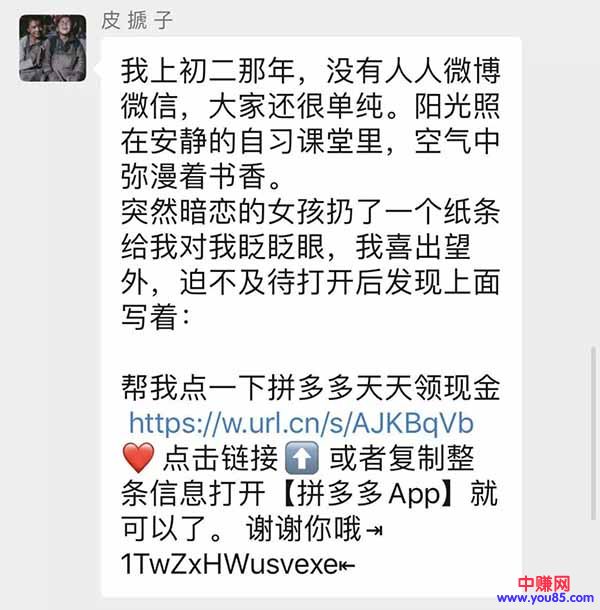 皮搋子
我上初二那年，没有人人微博
微信，大家还很单纯。阳光照
在安静的自习课堂里，空气中
弥漫着书香。
突然暗恋的女孩扔了一个纸条
给我对我眨眨眼，我喜出望
外，迫不及待打开后发现上面
写着：
帮我点一下拼多多天天领现金
https://w.url.cn/s/AJKBqVb
❤️点击链接⬆️或者复制整
条信息打开【拼多多App】就
可以了。 谢谢你哦⇥
1TwZxHWusvexe⇤
中赚网
www.you85.com